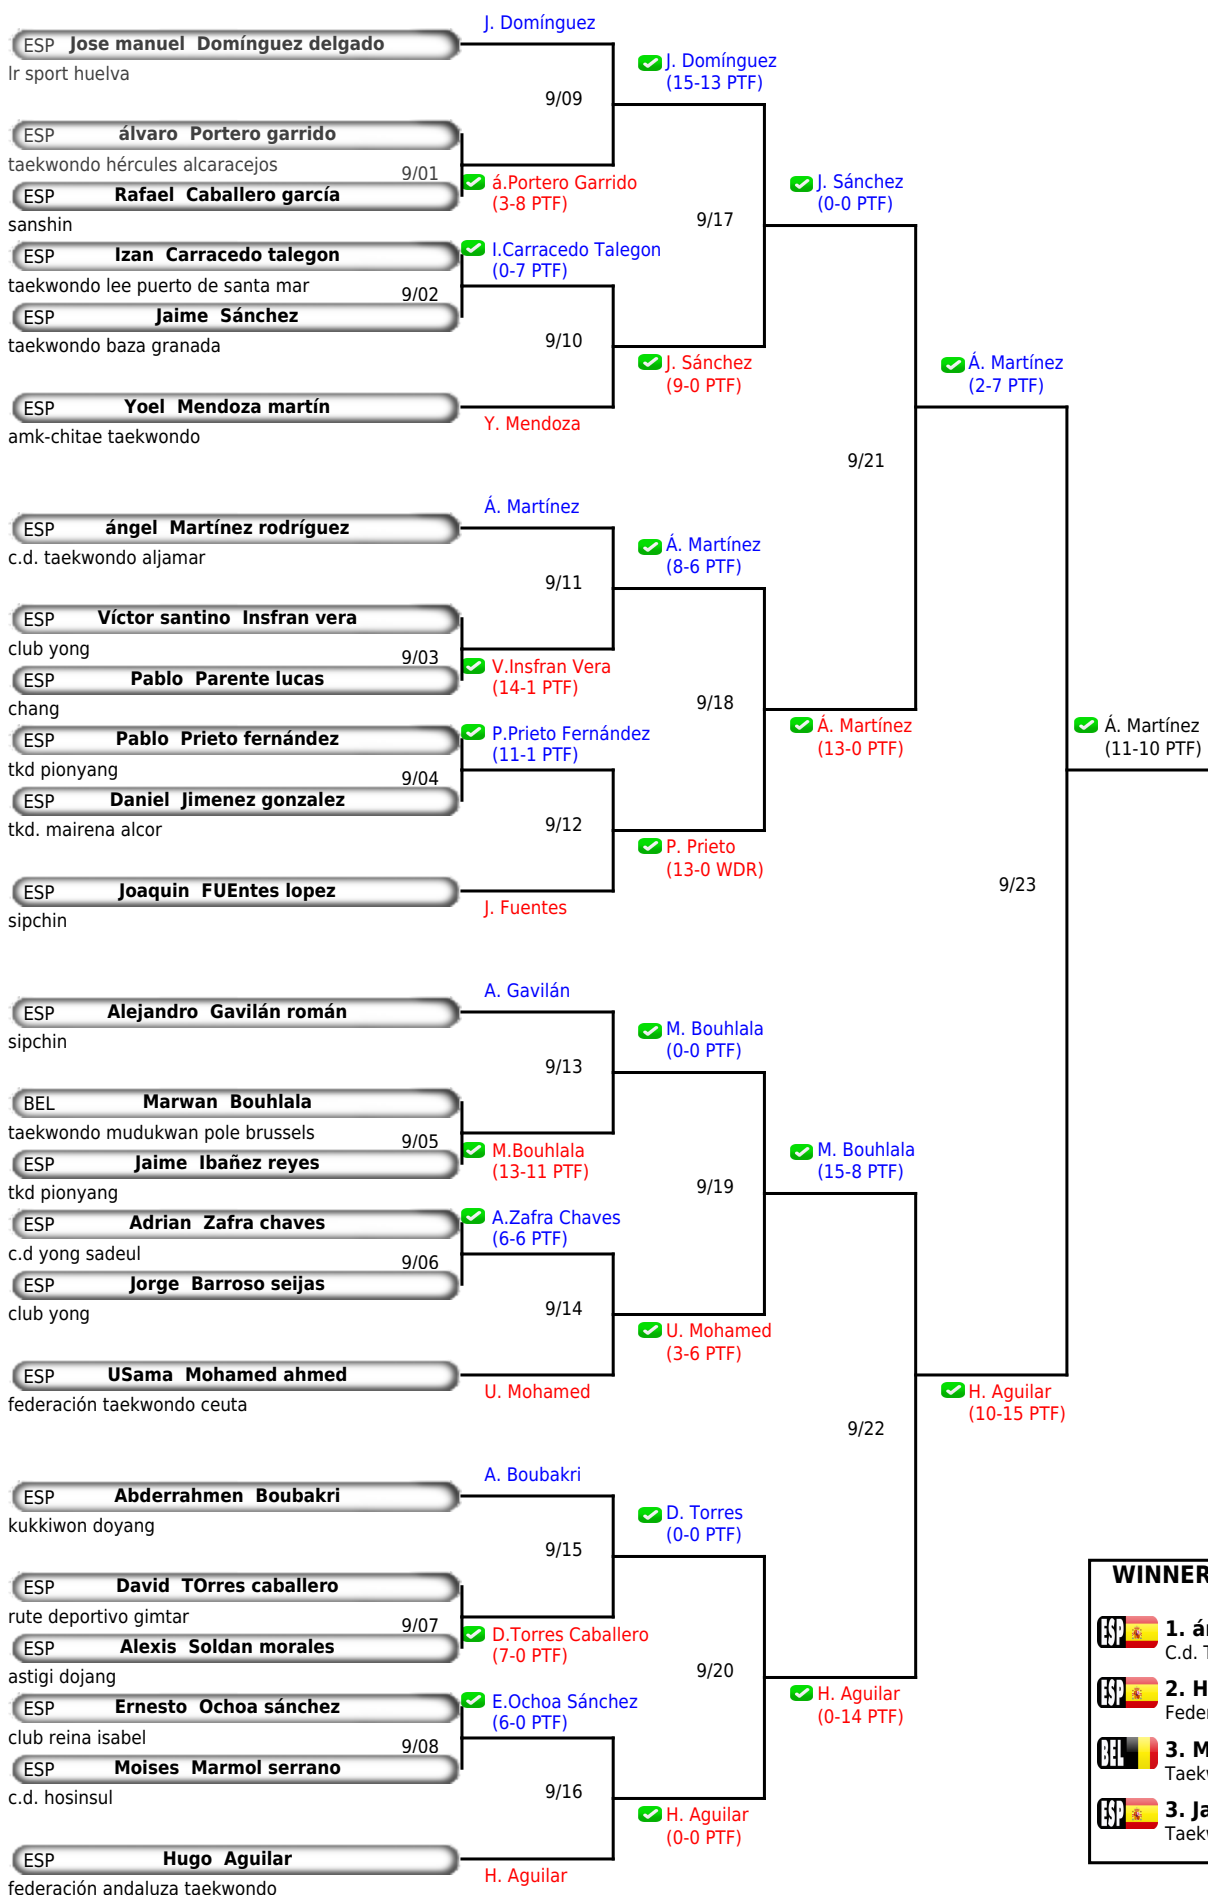 J. Domínguez
ESP Jose manuel Domínguez delgado
J. Domínguez
lr sport huelva
(15-13 PTF)
9/09
ESP álvaro Portero garrido
taekwondo hércules alcaracejos
9/01
á.Portero Garrido
J. Sánchez
ESP Rafael Caballero garcía
(3-8 PTF)
(0-0 PTF)
sanshin
9/17
ESP Izan Carracedo talegon
I.Carracedo Talegon
(0-7 PTF)
taekwondo lee puerto de santa mar
9/02
ESP Jaime Sánchez
taekwondo baza granada
9/10
J. Sánchez
Á. Martínez
(9-0 PTF)
(2-7 PTF)
ESP Yoel Mendoza martín
Y. Mendoza
amk-chitae taekwondo
9/21
Á. Martínez
ESP ángel Martínez rodríguez
Á. Martínez
c.d. taekwondo aljamar
(8-6 PTF)
9/11
ESP Víctor santino Insfran vera
club yong
9/03
V.Insfran Vera
ESP Pablo Parente lucas
(14-1 PTF)
chang
9/18
ESP Pablo Prieto fernández
P.Prieto Fernández
Á. Martínez
Á. Martínez
(11-1 PTF)
(13-0 PTF)
(11-10 PTF)
tkd pionyang
9/04
ESP Daniel Jimenez gonzalez
tkd. mairena alcor
9/12
P. Prieto
(13-0 WDR)
9/23
ESP Joaquin FUEntes lopez
J. Fuentes
sipchin
A. Gavilán
ESP Alejandro Gavilán román
M. Bouhlala
sipchin
(0-0 PTF)
9/13
BEL Marwan Bouhlala
taekwondo mudukwan pole brussels
9/05
M.Bouhlala
M. Bouhlala
ESP Jaime Ibañez reyes
(13-11 PTF)
(15-8 PTF)
tkd pionyang
9/19
ESP Adrian Zafra chaves
A.Zafra Chaves
(6-6 PTF)
c.d yong sadeul
9/06
ESP Jorge Barroso seijas
club yong
9/14
U. Mohamed
(3-6 PTF)
ESP USama Mohamed ahmed
U. Mohamed
H. Aguilar
federación taekwondo ceuta
(10-15 PTF)
9/22
A. Boubakri
ESP Abderrahmen Boubakri
D. Torres
kukkiwon doyang
(0-0 PTF)
9/15
ESP David TOrres caballero
rute deportivo gimtar
9/07
D.Torres Caballero
ESP Alexis Soldan morales
(7-0 PTF)
astigi dojang
9/20
ESP Ernesto Ochoa sánchez
E.Ochoa Sánchez
H. Aguilar
(6-0 PTF)
(0-14 PTF)
club reina isabel
9/08
ESP Moises Marmol serrano
c.d. hosinsul
9/16
H. Aguilar
(0-0 PTF)
ESP Hugo Aguilar
H. Aguilar
federación andaluza taekwondo
WINNER
ESP 1. án
C.d. T
ESP 2. H
Feder
BEL 3. M
Taekw
ESP 3. Ja
Taekw